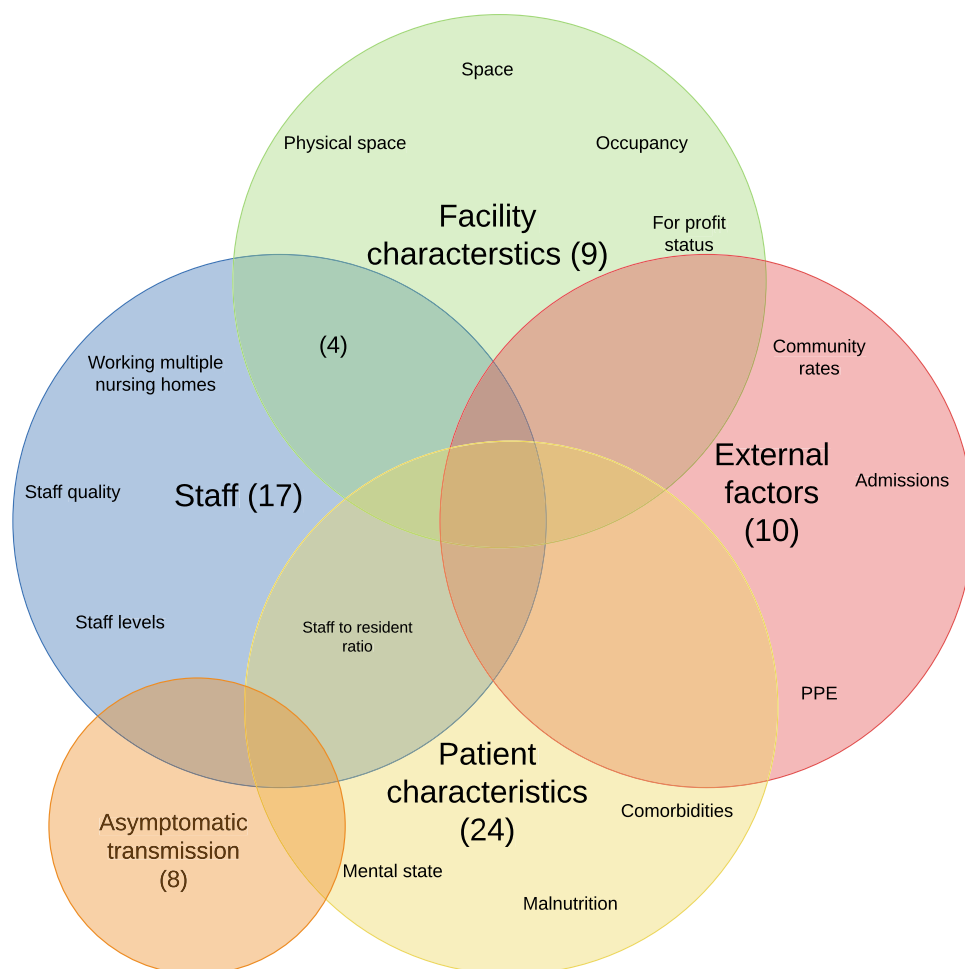 Space
Physical space
Occupancy
Facility
characterstics (9)
For profit
status
(4)
Working multiple
nursing homes
Community
rates
External
factors
(10)
Admissions
Staff quality
Staff (17)
Staff levels
Staff to resident
ratio
PPE
Patient
characteristics
(24)
Comorbidities
Asymptomatic
transmission
(8)
Mental state
Malnutrition